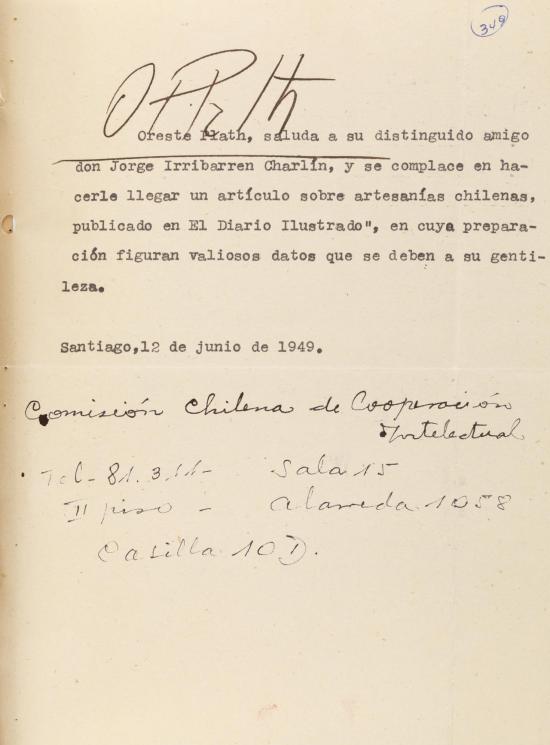 349
O. Plath
Oreste Plath, saluda a su distinguido amigo
don Jorge Irribarren Charlín, y se complace en ha-
cerle llegar un artículo sobre artesanías chilenas,
publicado en El Diario Ilustrado", en cuya prepara-
ción figuran valiosos datos que se deben a su genti-
leza.
Santiago,12 de junio de 1949.
Comisión Chilena de Cooperación
Intelectual
Tel- 81.311- Sala 15
II piso - Alameda 1058
Casilla 10 D.